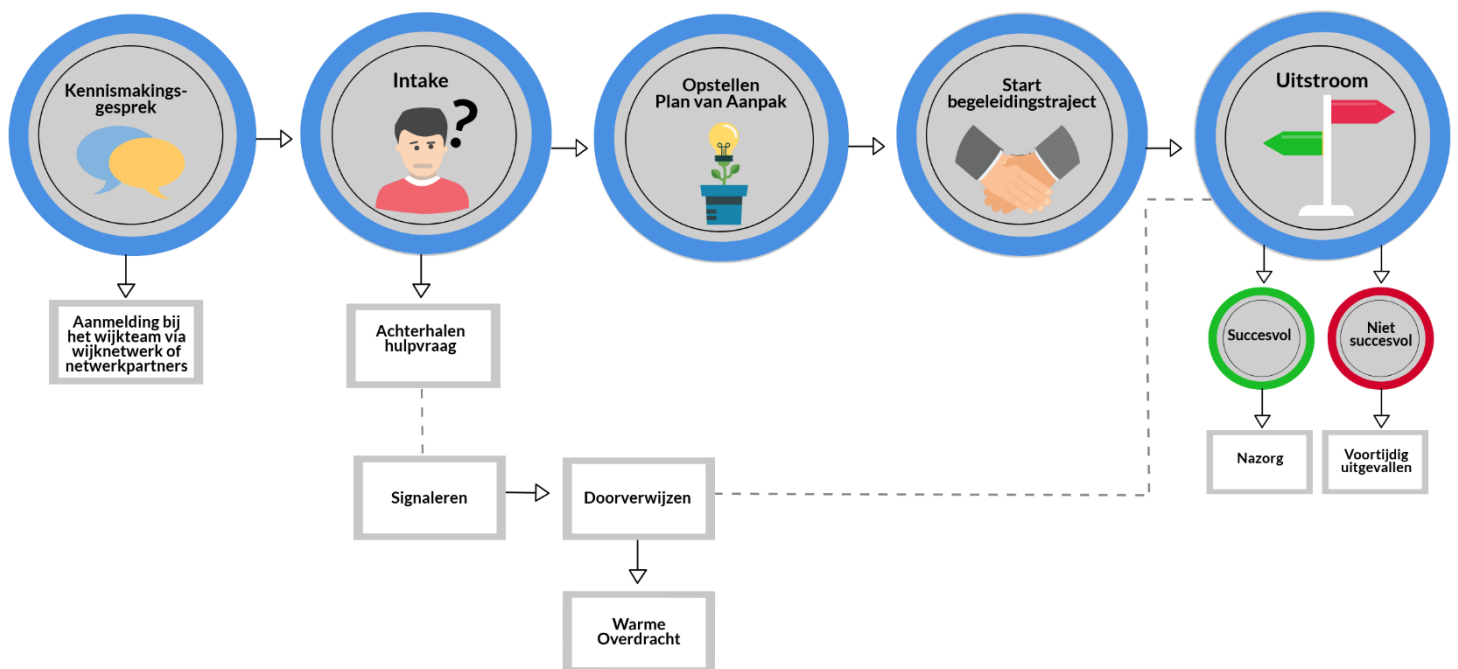 Kennismakings-
gesprek
Intake
?
Opstellen
Plan van Aanpak
Start
begeleidingstraject
Uitstroom
Aanmelding bij
het wijkteam via
wijknetwerk of
netwerkpartners
Achterhalen
hulpvraag
Succesvol
Niet
succesvol
Signaleren
Doorverwijzen
Nazorg
Voortijdig
uitgevallen
Warme
Overdracht